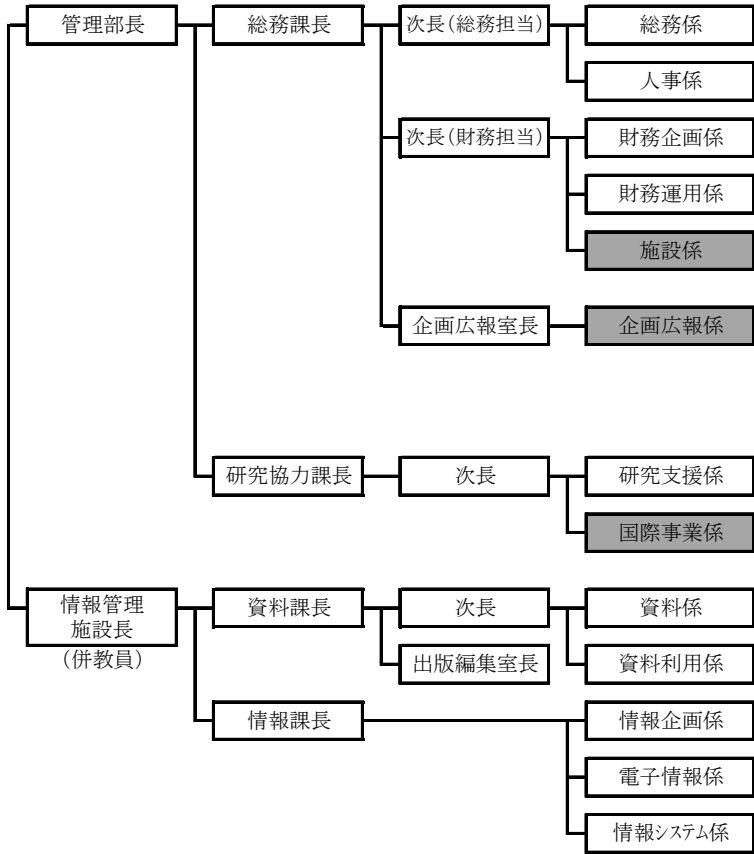 管理部長
総務課長
次長（総務担当）
総務係
人事係
次長（財務担当）
財務企画係
財務運用係
施設係
企画広報室長
企画広報係
研究協力課長
次長
研究支援係
国際事業係
情報管理
施設長
（併教員）
資料課長
次長
資料係
出版編集室長
資料利用係
情報課長
情報企画係
電子情報係
情報システム係